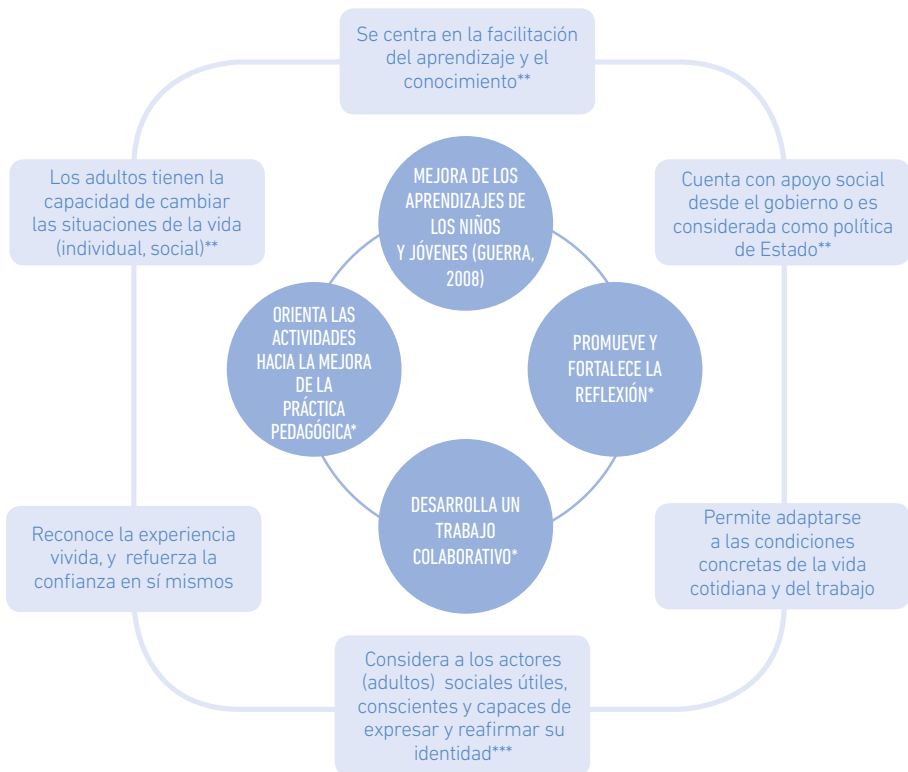 Se centra en la facilitación
del aprendizaje y el
conocimiento**
Los adultos tienen la
capacidad de cambiar
las situaciones de la vida
(individual, social)**
MEJORA DE LOS
APRENDIZAJES DE
LOS NIÑOS
Y JÓVENES (GUERRA,
2008)
Cuenta con apoyo social
desde el gobierno o es
considerada como política
de Estado**
ORIENTA LAS
ACTIVIDADES
HACIA LA MEJORA
DE LA
PRÁCTICA
PEDAGÓGICA*
PROMUEVE Y
FORTALECE LA
REFLEXIÓN*
DESARROLLA UN
TRABAJO
COLABORATIVO*
Reconoce la experiencia
vivida, y  refuerza la
confianza en sí mismos
Permite adaptarse
a las condiciones
concretas de la vida
cotidiana y del trabajo
Considera a los actores
(adultos)  sociales útiles,
conscientes y capaces de
expresar y reafirmar su
identidad***